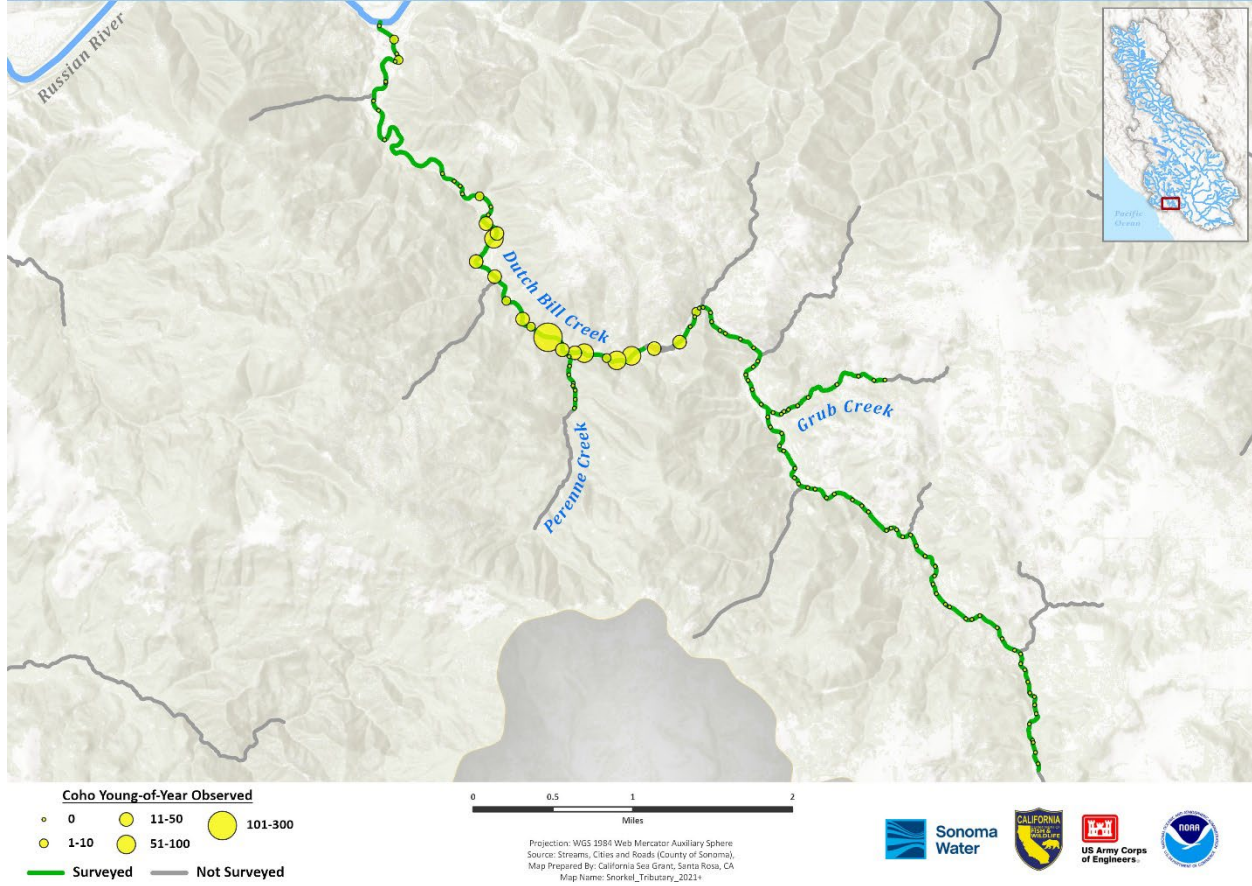 Russian River
Pacific
Ocean
Dutch Bill Creek
Grub Creek
Perenne Creek
Coho Young-of-Year Observed
0
11-50
101-300
1-10
51-100
Surveyed
Not Surveyed
0 0.5 1 2
Miles
Projection: WGS 1984 Web Mercator Auxiliary Sphere
Source: Streams, Cities and Roads (County of Sonoma),
Map Prepared By: California Sea Grant, Santa Rosa, CA
Map Name: Snorkel_Tributary_2021+
Sonoma
Water
CALIFORNIA
FISH &
WILDLIFE
US Army Corps
of Engineers®
NOAA